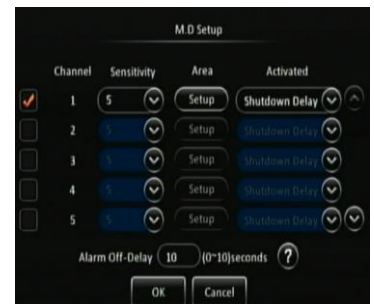 M.D Setup
Channel Sensitivity Area Activated
1 5 Setup Shutdown Delay
2 5 Setup Shutdown Delay
3 5 Setup Shutdown Delay
4 5 Setup Shutdown Delay
5 5 Setup Shutdown Delay
Alarm Off-Delay 10 (0~10)seconds ?
OK Cancel